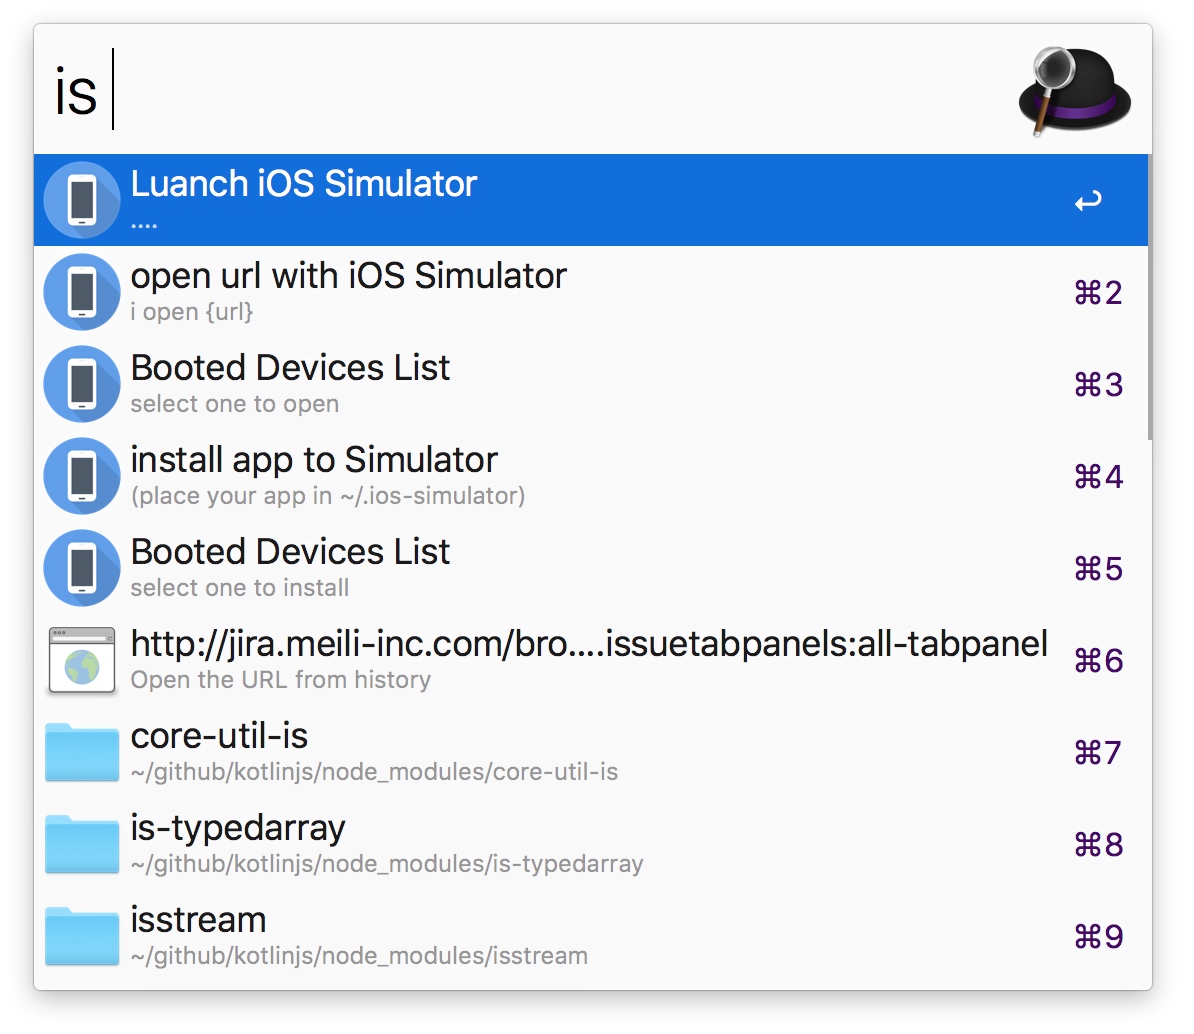 is
Luanch iOS Simulator
....
↩
open url with iOS Simulator
i open {url}
⌘2
Booted Devices List
select one to open
⌘3
install app to Simulator
(place your app in ~/.ios-simulator)
⌘4
Booted Devices List
select one to install
⌘5
http://jira.meili-inc.com/bro....issuetabpanels:all-tabpanel
Open the URL from history
⌘6
core-util-is
~/github/kotlinjs/node_modules/core-util-is
⌘7
is-typedarray
~/github/kotlinjs/node_modules/is-typedarray
⌘8
isstream
~/github/kotlinjs/node_modules/isstream
⌘9